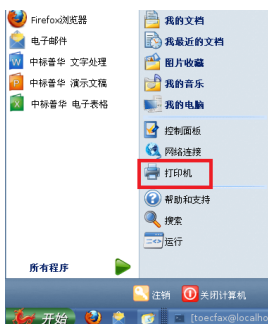 Firefox浏览器
电子邮件
中标普华 文字处理
中标普华 演示文稿
中标普华 电子表格
所有程序
我的文档
我最近的文档
图片收藏
我的音乐
我的电脑
控制面板
网络连接
打印机
帮助和支持
搜索
运行
注销
关闭计算机
开始
[toecfax@localho